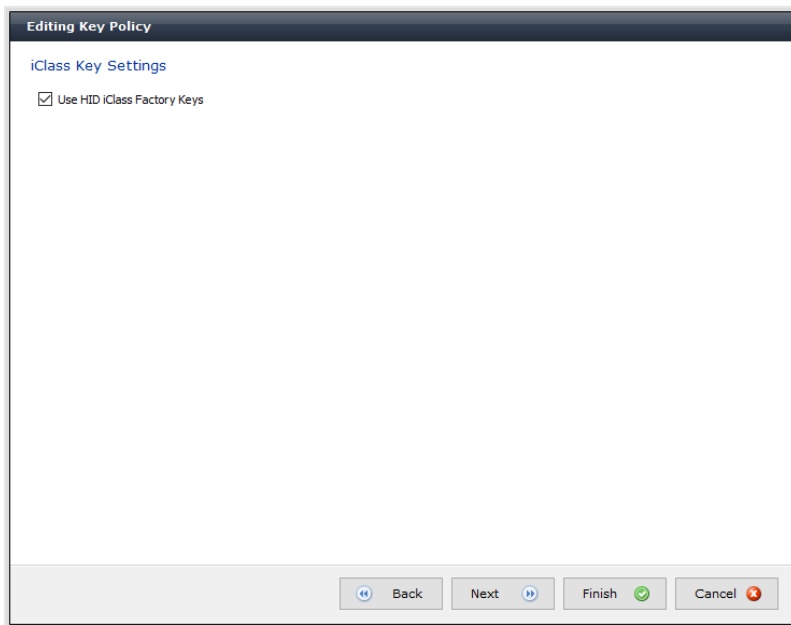 Editing Key Policy
iClass Key Settings
Use HID iClass Factory Keys
Back Next Finish Cancel